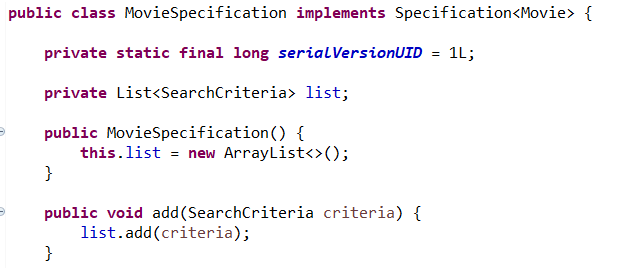 public class MovieSpecification implements Specification<Movie> {
private static final long serialVersionUID = 1L;
private List<SearchCriteria> list;
public MovieSpecification() {
this.list = new ArrayList<>();
}
public void add(SearchCriteria criteria) {
list.add(criteria);
}